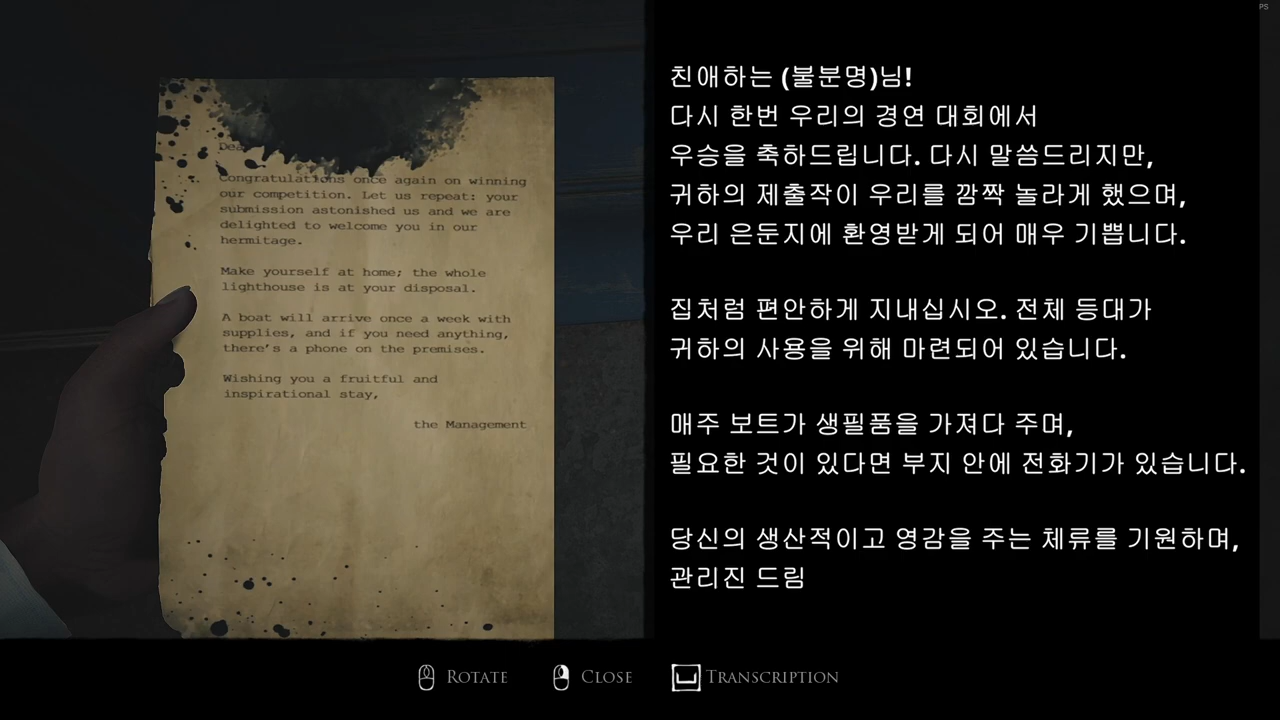 PS
Dea
Congratulations once again on winning
our competition. Let us repeat: your
submission astonished us and we are
delighted to welcome you in our
hermitage.
Make yourself at home; the whole
lighthouse is at your disposal.
A boat will arrive once a week with
supplies, and if you need anything,
there's a phone on the premises.
Wishing you a fruitful and
inspirational stay,
the Management
친애하는 (불분명)님!
다시 한번 우리의 경연 대회에서
우승을 축하드립니다. 다시 말씀드리지만,
귀하의 제출작이 우리를 깜짝 놀라게 했으며,
우리 은둔지에 환영받게 되어 매우 기쁩니다.
집처럼 편안하게 지내십시오. 전체 등대가
귀하의 사용을 위해 마련되어 있습니다.
매주 보트가 생필품을 가져다 주며,
필요한 것이 있다면 부지 안에 전화기가 있습니다.
당신의 생산적이고 영감을 주는 체류를 기원하며,
관리진 드림
Rotate
Close
Transcription